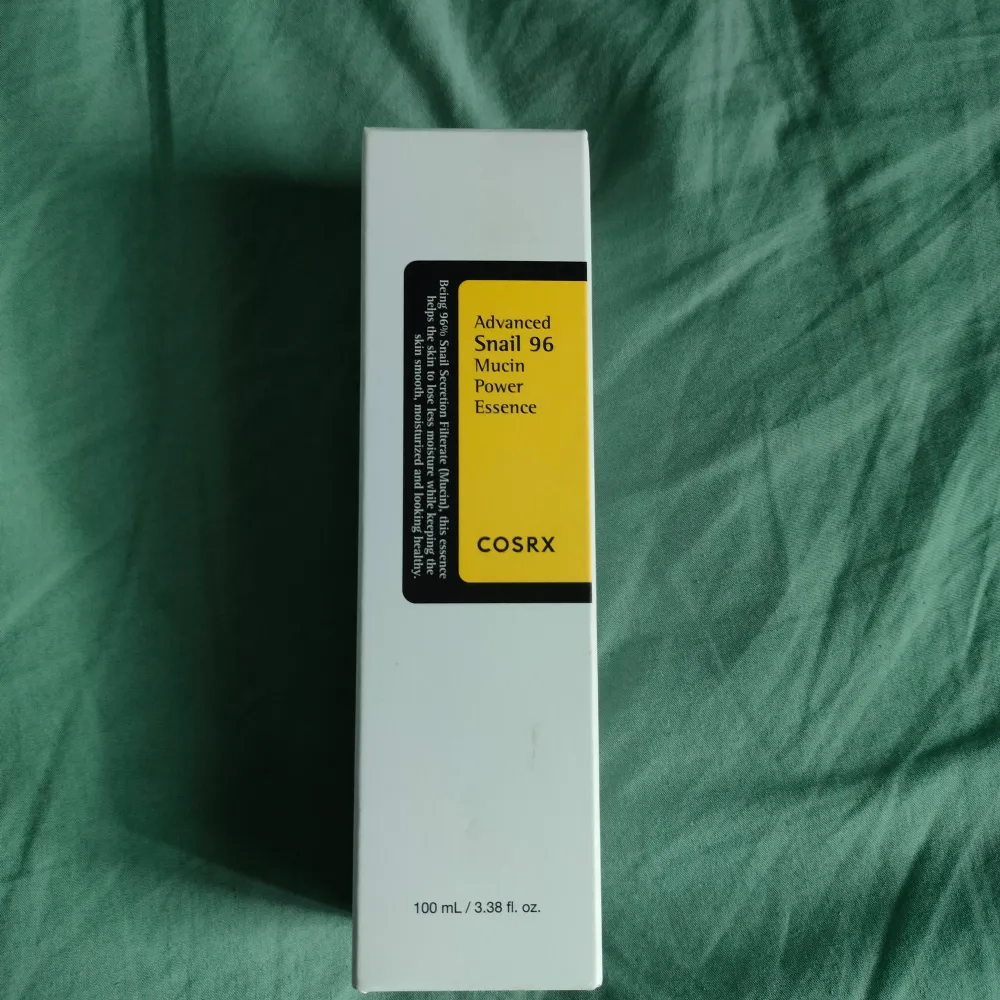 Advanced
Snail 96
Mucin
Power
Essence
COSRX
Being 96% Snail Secretion Filterate (Mucin), this essence
helps the skin to lose less moisture while keeping the
skin smooth, moisturized and looking healthy.
100 mL / 3.38 fl. oz.